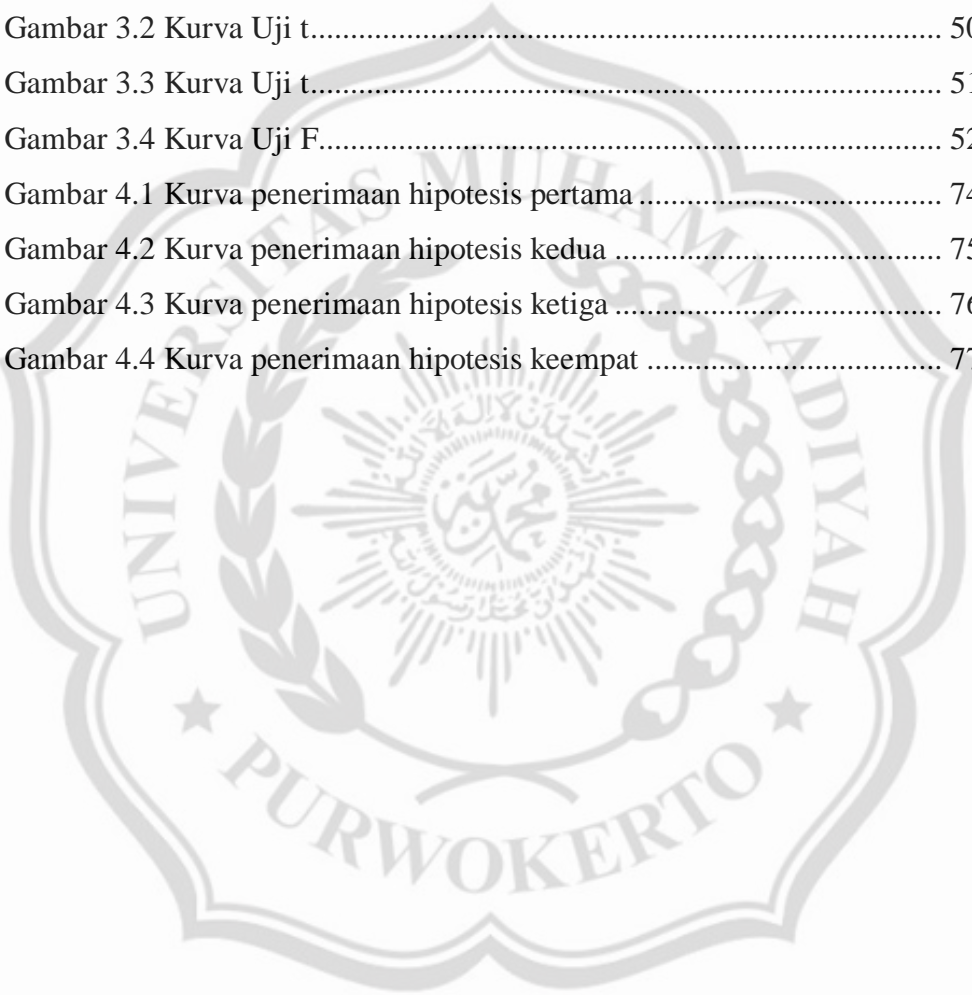 Gambar 3.2 Kurva Uji t............................................................................. 50
Gambar 3.3 Kurva Uji t............................................................................. 51
Gambar 3.4 Kurva Uji F............................................................................ 52
Gambar 4.1 Kurva penerimaan hipotesis pertama ..................................... 74
Gambar 4.2 Kurva penerimaan hipotesis kedua ........................................ 75
Gambar 4.3 Kurva penerimaan hipotesis ketiga ........................................ 76
Gambar 4.4 Kurva penerimaan hipotesis keempat .................................... 77
UNIVERSITAS MUHAMMADIYAH
PURWOKERTO